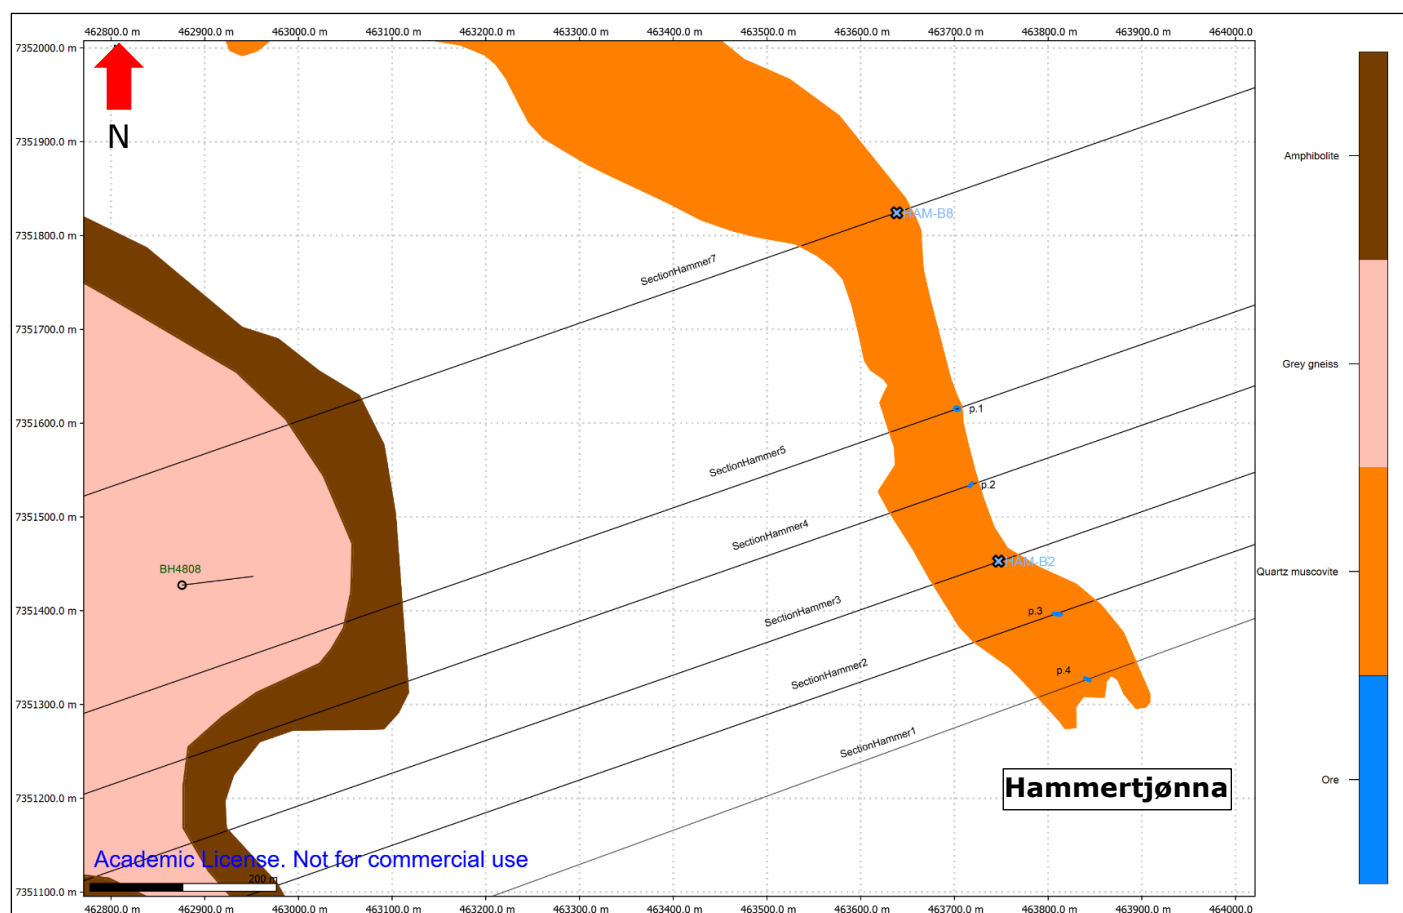 462800.0 m 462900.0 m 463000.0 m 463100.0 m 463200.0 m 463300.0 m 463400.0 m 463500.0 m 463600.0 m 463700.0 m 463800.0 m 463900.0 m 464000.0
7352000.0 m
N
7351900.0 m
Amphibolite
HAM-B8
7351800.0 m
SectionHammer7
7351700.0 m
Grey gneiss
p.1
7351600.0 m
SectionHammer5
p.2
7351500.0 m
SectionHammer4
HAM-B2
BH4808
Quartz muscovite
7351400.0 m
SectionHammer3
p.3
SectionHammer2
p.4
7351300.0 m
SectionHammer1
Hammertjønna
Ore
7351200.0 m
Academic License. Not for commercial use
200 m
7351100.0 m
462800.0 m 462900.0 m 463000.0 m 463100.0 m 463200.0 m 463300.0 m 463400.0 m 463500.0 m 463600.0 m 463700.0 m 463800.0 m 463900.0 m 464000.0